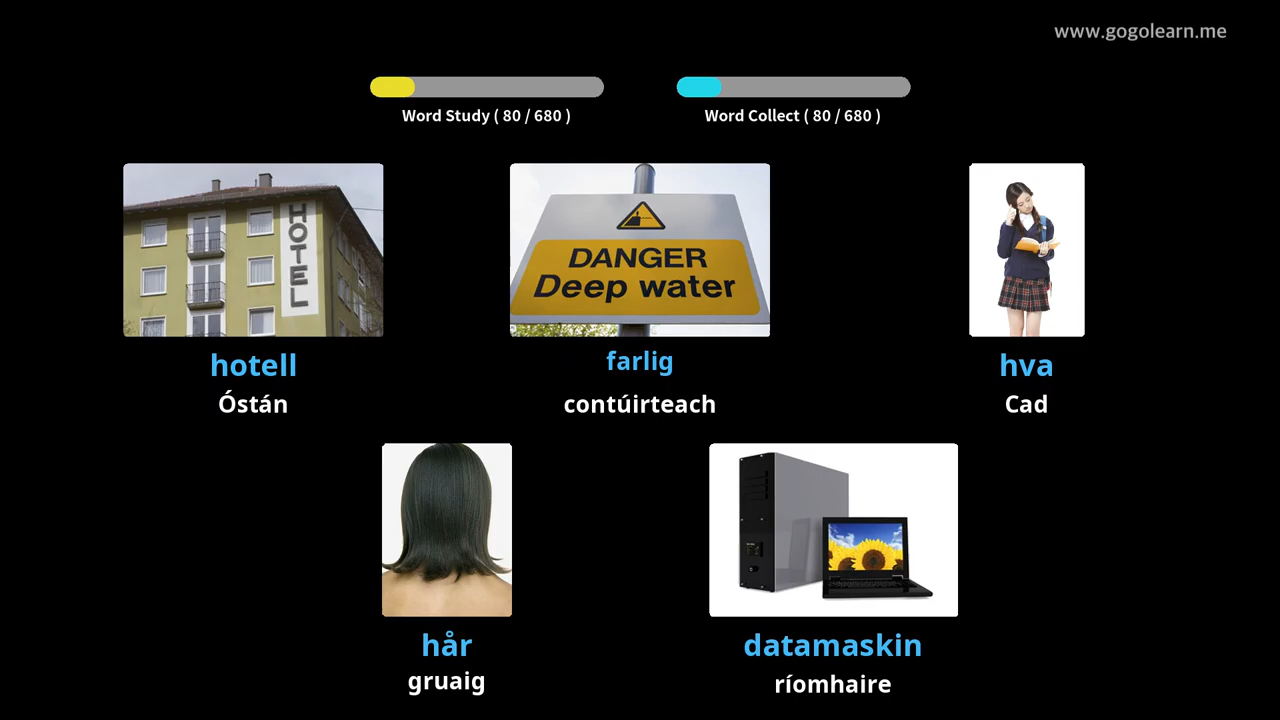 www.gogolearn.me
Word Study ( 80 / 680 )
Word Collect ( 80 / 680 )
HOTEL
DANGER
Deep water
hotell
farlig
hva
Óstán
contúirteach
Cad
hår
datamaskin
gruaig
ríomhaire